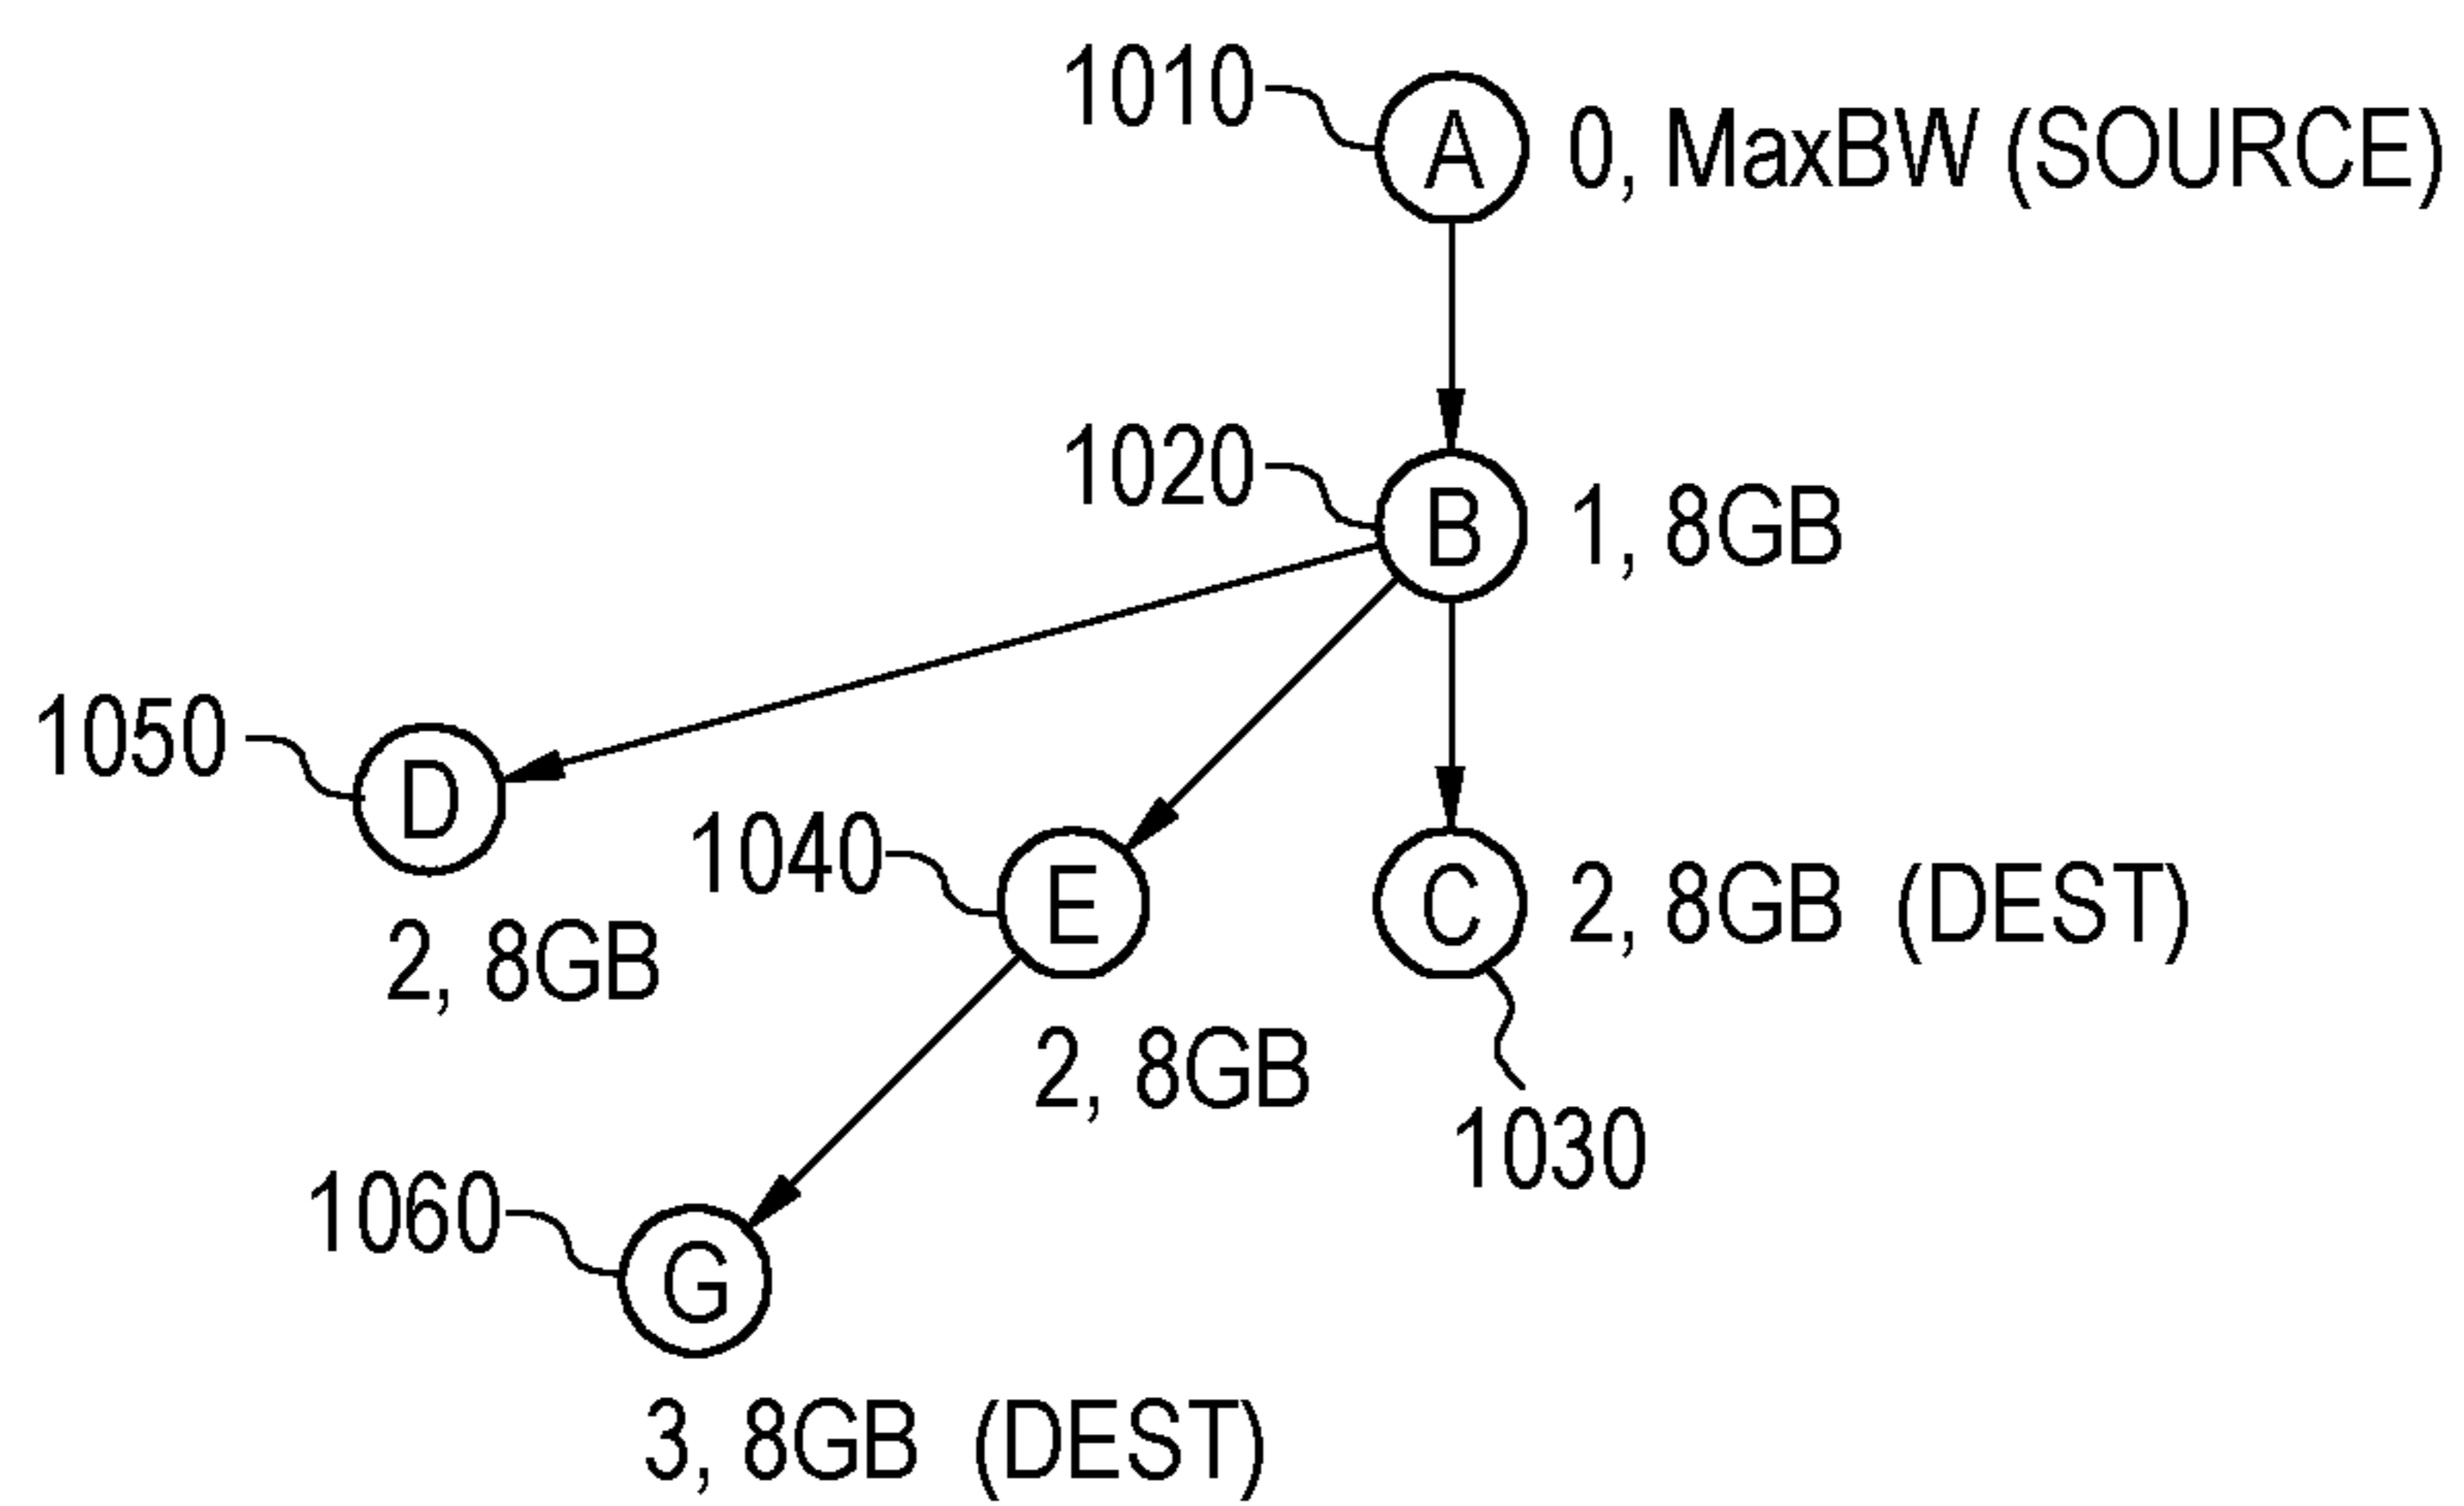 1010
A
0, MaxBW (SOURCE)
1020
B
1, 8GB
1050
D
2, 8GB
1040
E
2, 8GB
C
2, 8GB (DEST)
1030
1060
G
3, 8GB (DEST)